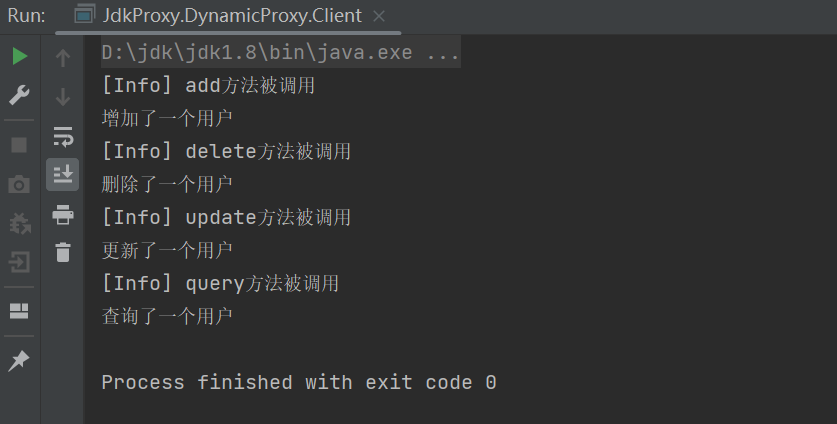 Run: JdkProxy.DynamicProxy.Client
D:\jdk\jdk1.8\bin\java.exe ...
[Info] add方法被调用
增加了一个用户
[Info] delete方法被调用
删除了一个用户
[Info] update方法被调用
更新了一个用户
[Info] query方法被调用
查询了一个用户
Process finished with exit code 0